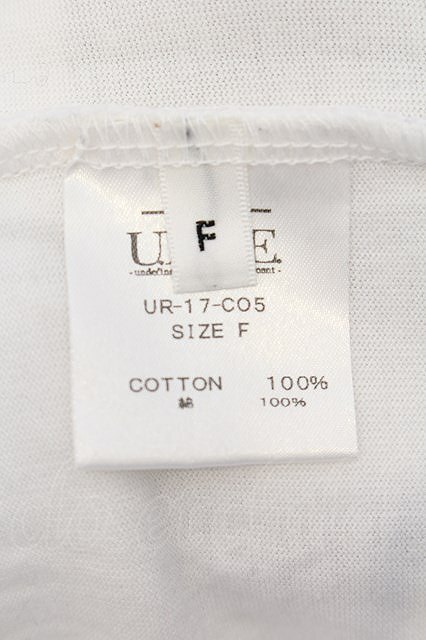 F
UR-17-C05
SIZE F
COTTON 100%
綿 100%